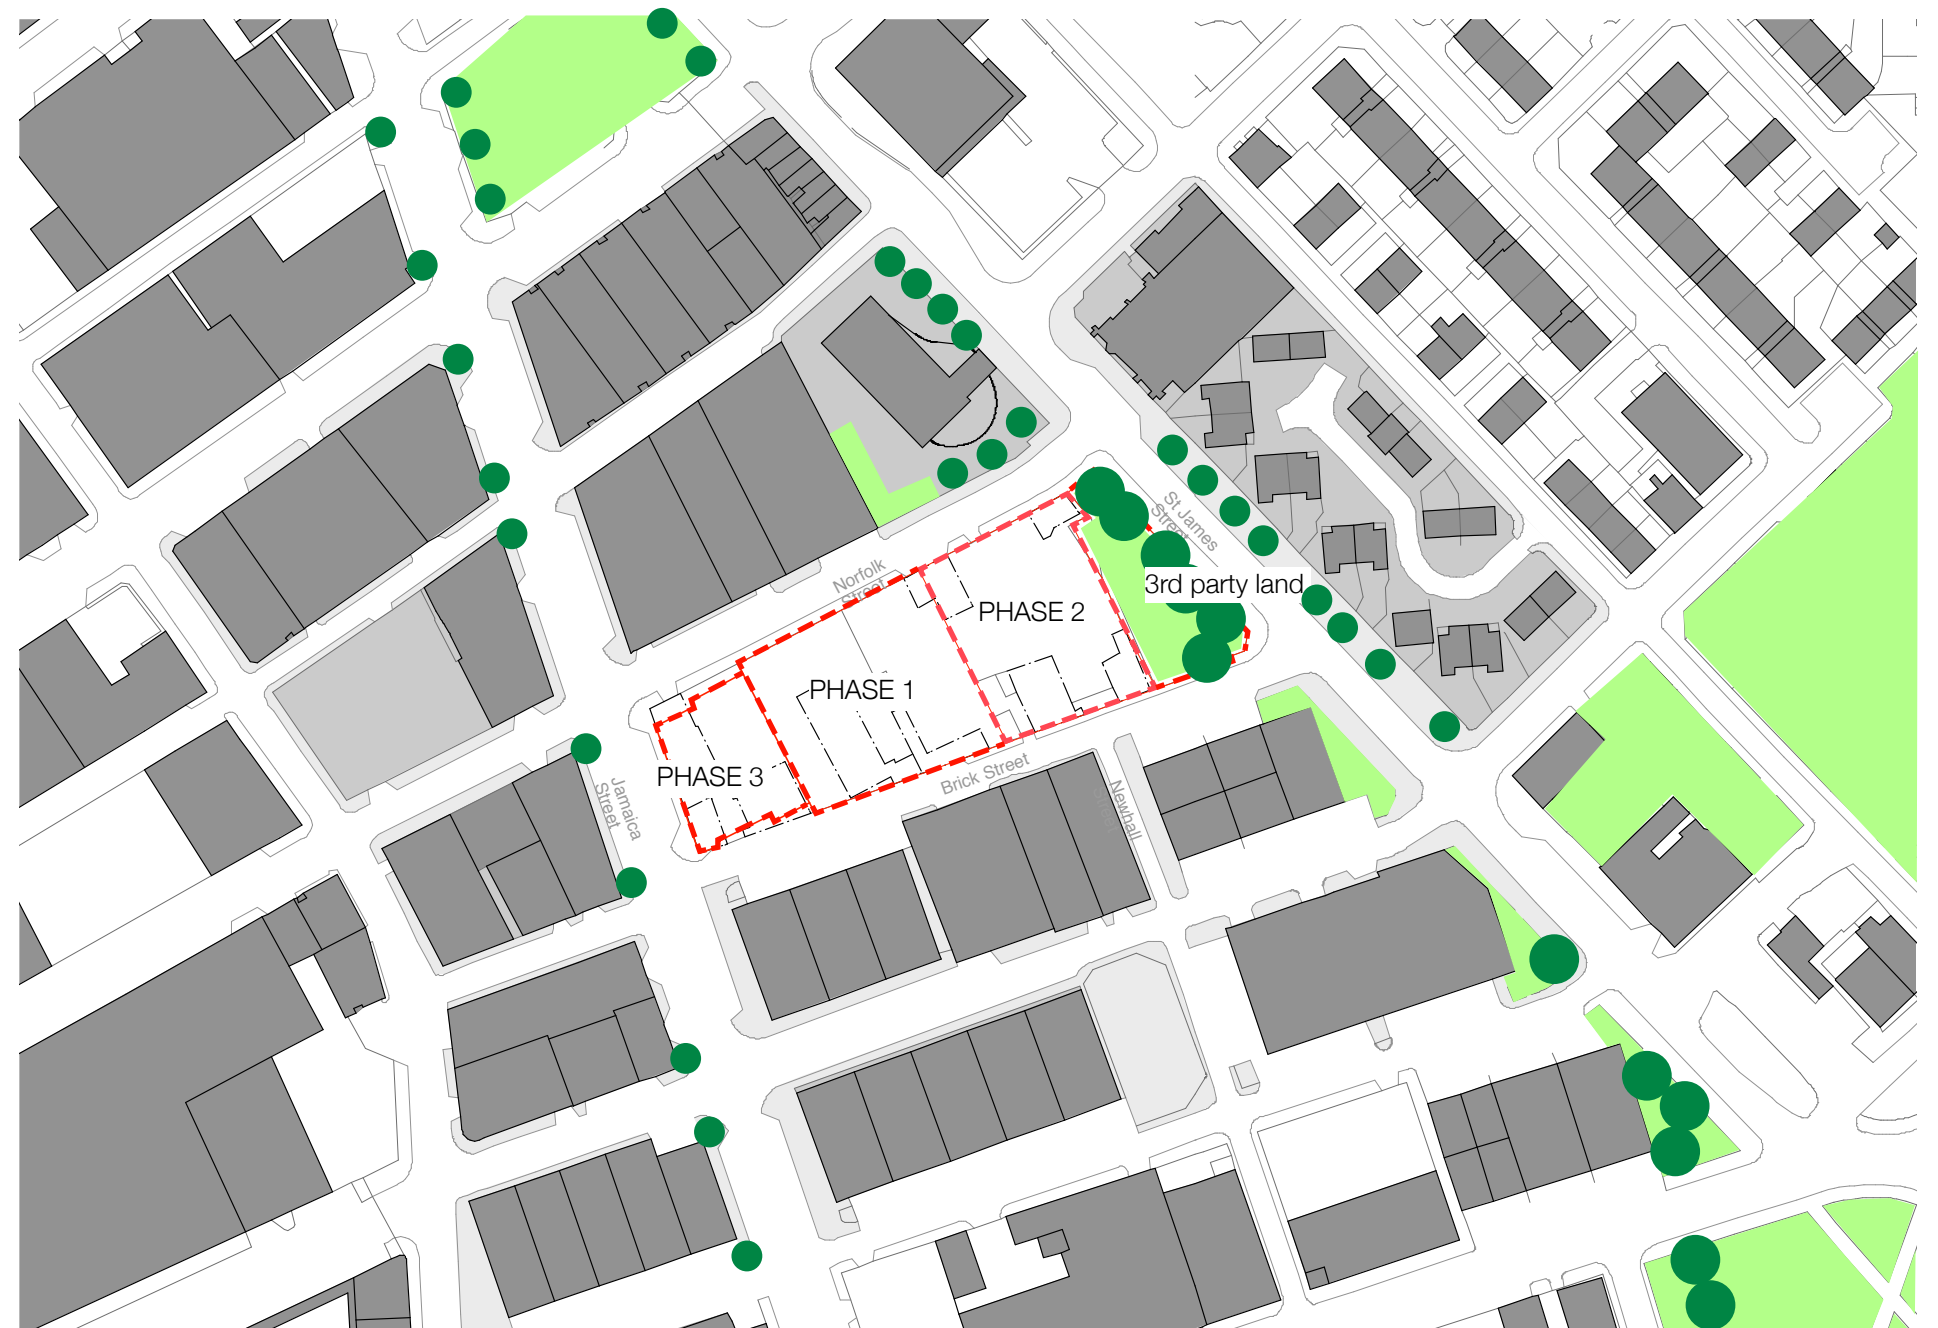 St James
Street
Norfolk
Street
3rd party land
PHASE 2
PHASE 1
PHASE 3
Jamaica
Street
Brick Street
Newhall